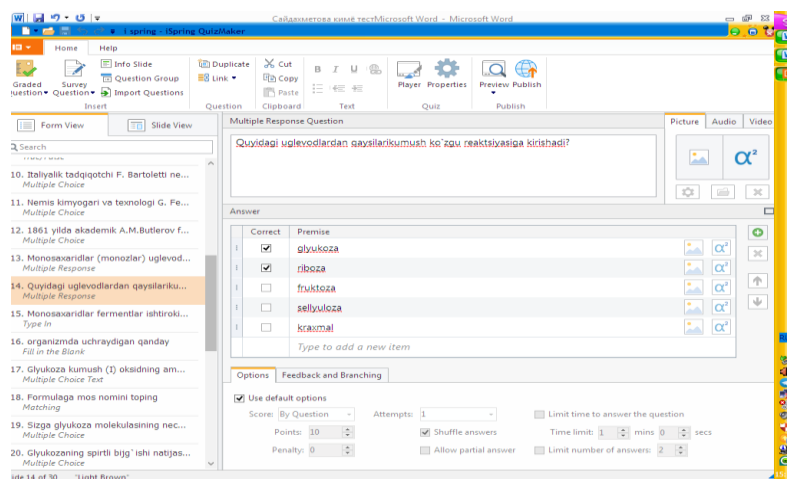 Сайдахметова кимё тестMicrosoft Word - Microsoft Word
i spring - iSpring QuizMaker
Home Help
Graded Question
Survey Question
Info Slide
Question Group
Import Questions
Insert
Duplicate
Link
Question
Cut
Copy
Paste
Clipboard
B I U
Text
Player Properties
Quiz
Preview Publish
Publish
Form View Slide View
Search
10. Italiyalik tadqiqotchi F. Bartoletti ne...
Multiple Choice
11. Nemis kimyogari va texnologi G. Fe...
Multiple Choice
12. 1861 yilda akademik A.M.Butlerov f...
Multiple Choice
13. Monosaxaridlar (monozlar) uglevod...
Multiple Response
14. Quyidagi uglevodlardan qaysilariku...
Multiple Response
15. Monosaxaridlar fermentlar ishtiroki...
Type In
16. organizmda uchraydigan qanday
Fill in the Blank
17. Glyukoza kumush (I) oksidning am...
Multiple Choice Text
18. Formulaga mos nomini toping
Matching
19. Sizga glyukoza molekulasining nec...
Multiple Choice
20. Glyukozaning spirtli bijg`ishi natijas...
Multiple Choice
Multiple Response Question
Quyidagi uglevodlardan qaysilarikumush ko`zgu reaktsiyasiga kirishadi?
Picture Audio Video
Answer
Correct Premise
glyukoza
riboza
fruktoza
sellyuloza
kraxmal
Type to add a new item
Options Feedback and Branching
Use default options
Score: By Question Attempts: 1 Limit time to answer the question
Points: 10 Shuffle answers Time limit: 1 mins 0 secs
Penalty: 0 Allow partial answer Limit number of answers: 2
ide 14 of 30 'Light Brown'